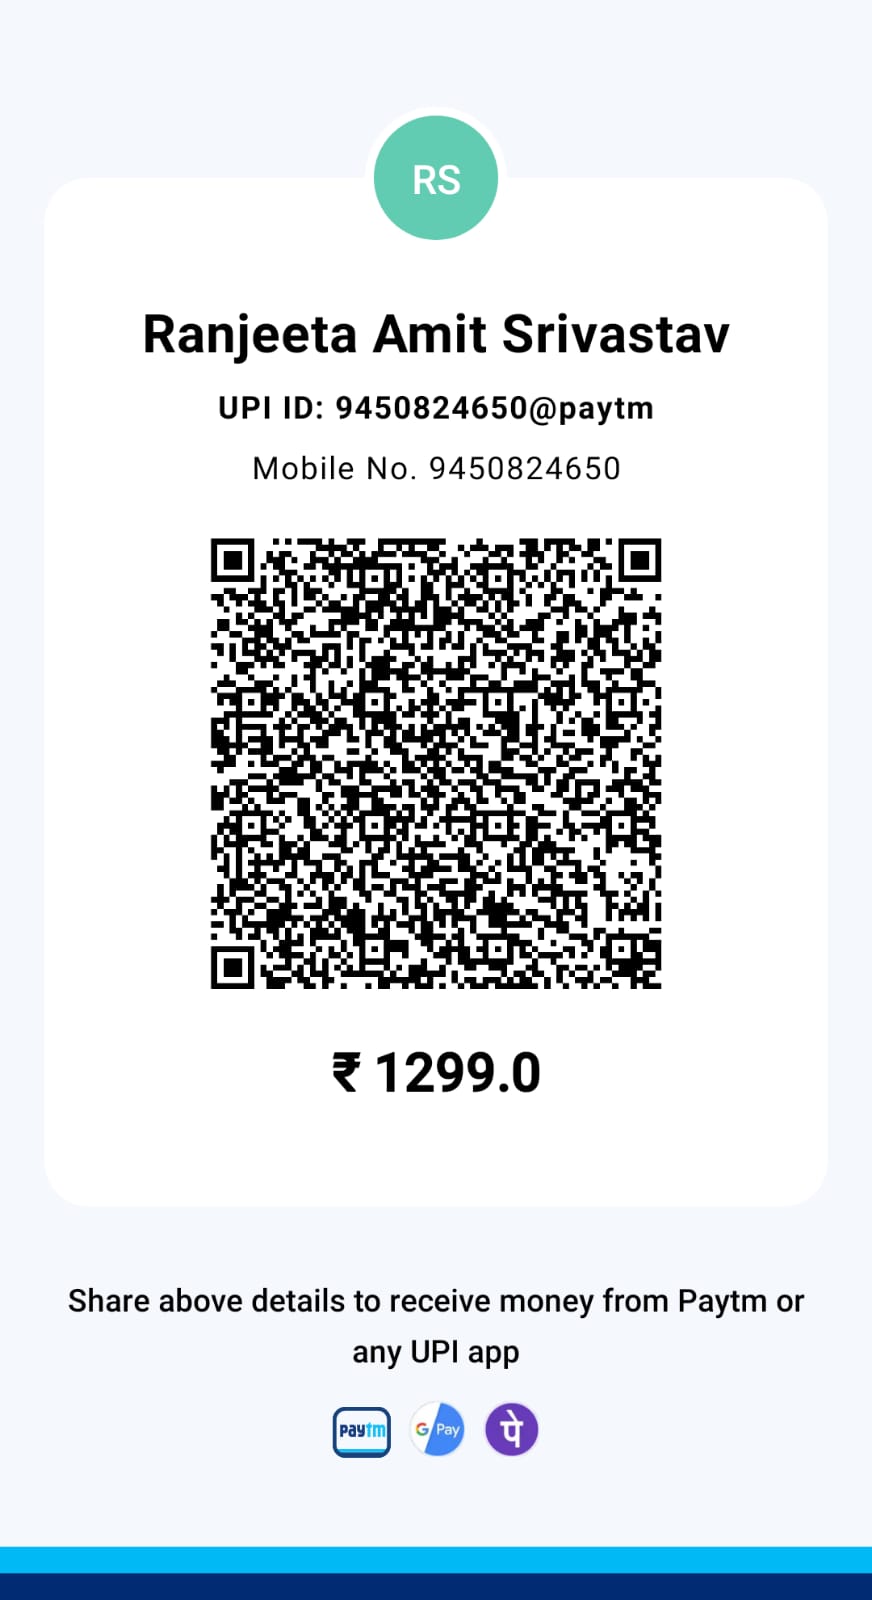 RS
Ranjeeta Amit Srivastav
UPI ID: 9450824650@paytm
Mobile No. 9450824650
₹ 1299.0
Share above details to receive money from Paytm or
any UPI app
paytm G Pay पे